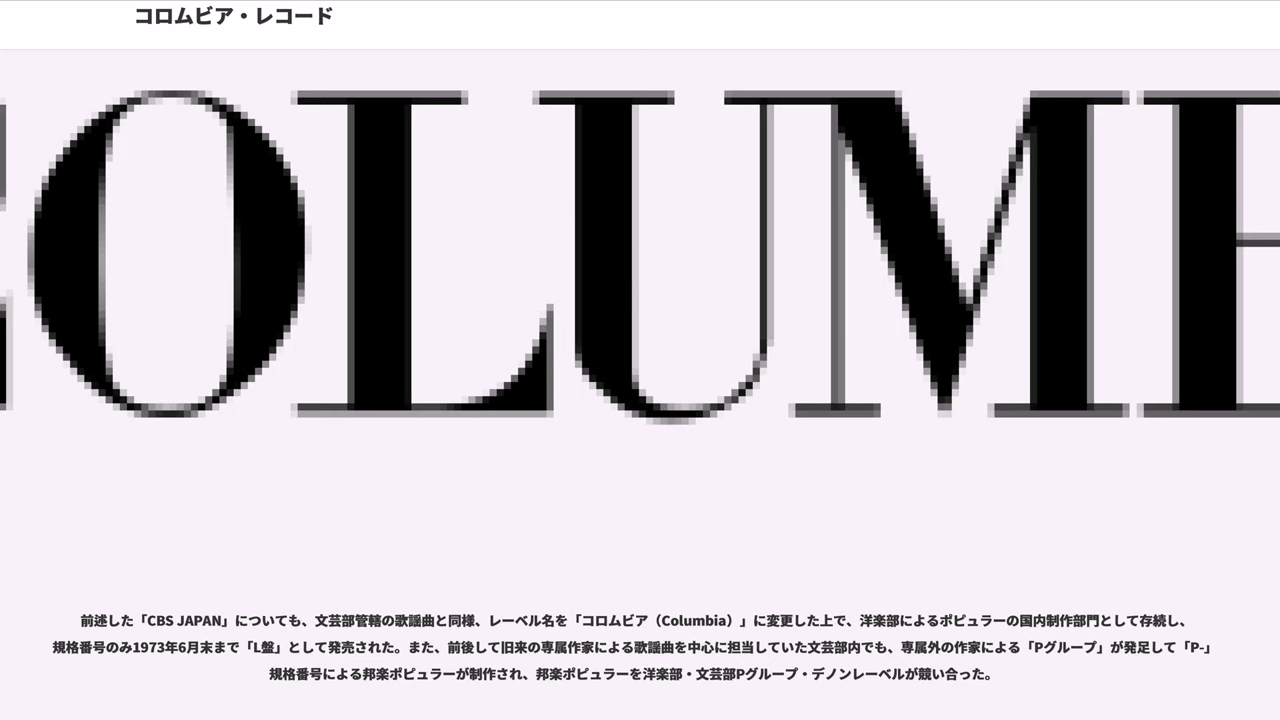 コロムビア・レコード
COLUMB
前述した「CBS JAPAN」についても、文芸部管轄の歌謡曲と同様、レーベル名を「コロムビア（Columbia）」に変更した上で、洋楽部によるポピュラーの国内制作部門として存続し、
規格番号のみ1973年6月末まで「L盤」として発売された。また、前後して旧来の専属作家による歌謡曲を中心に担当していた文芸部内でも、専属外の作家による「Pグループ」が発足して「P-」
規格番号による邦楽ポピュラーが制作され、邦楽ポピュラーを洋楽部・文芸部Pグループ・デノンレーベルが競い合った。